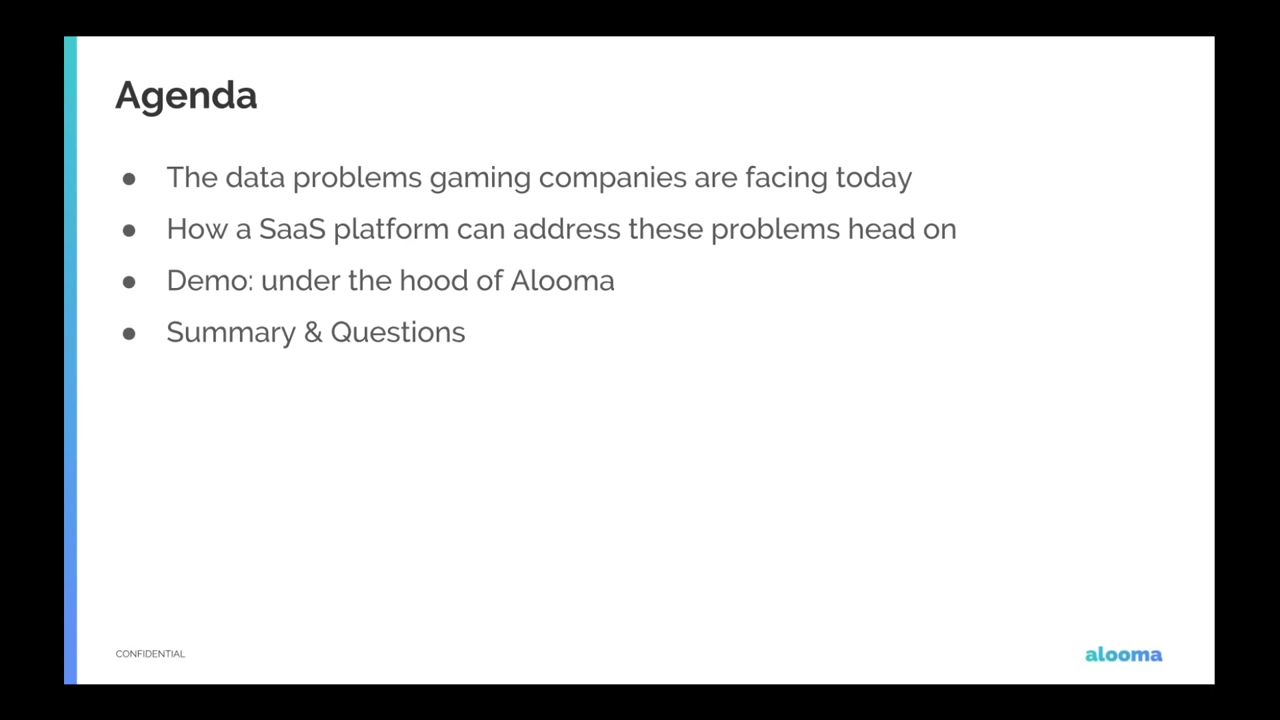 Agenda
● The data problems gaming companies are facing today
● How a SaaS platform can address these problems head on
● Demo: under the hood of Alooma
● Summary & Questions
CONFIDENTIAL
alooma